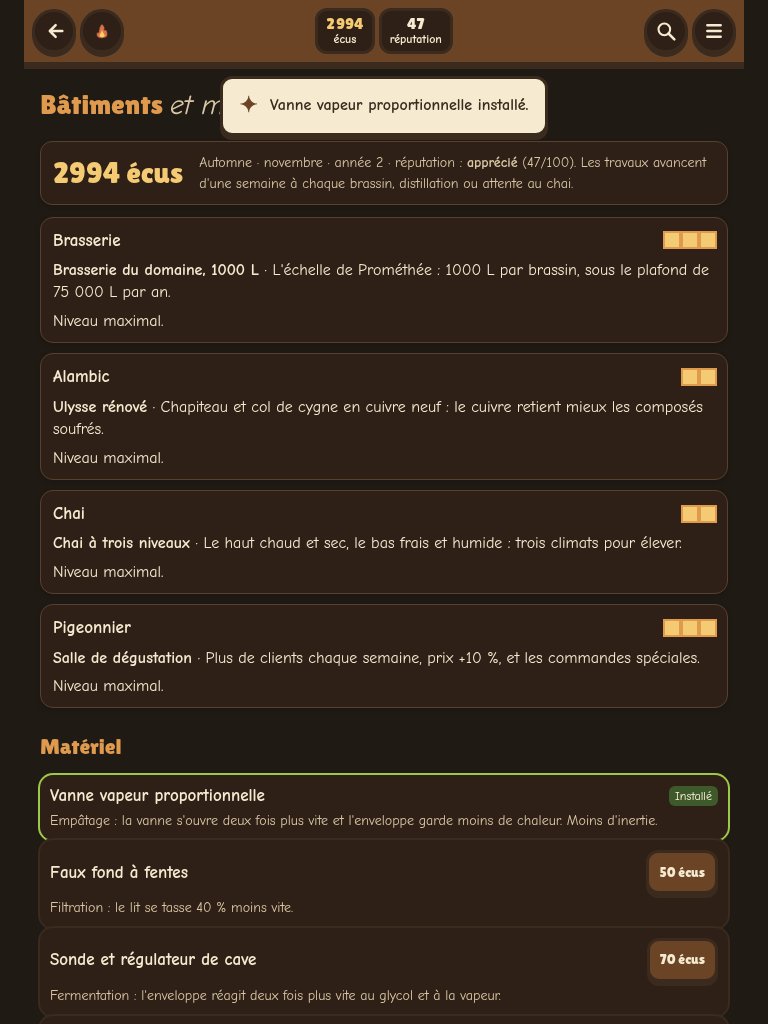 2994
écus
47
réputation
Bâtiments et m
Vanne vapeur proportionnelle installé.
2994 écus
Automne · novembre · année 2 · réputation : apprécié (47/100). Les travaux avancent
d'une semaine à chaque brassin, distillation ou attente au chai.
Brasserie
Brasserie du domaine, 1000 L · L'échelle de Prométhée : 1000 L par brassin, sous le plafond de
75 000 L par an.
Niveau maximal.
Alambic
Ulysse rénové · Chapiteau et col de cygne en cuivre neuf : le cuivre retient mieux les composés
soufrés.
Niveau maximal.
Chai
Chai à trois niveaux · Le haut chaud et sec, le bas frais et humide : trois climats pour élever.
Niveau maximal.
Pigeonnier
Salle de dégustation · Plus de clients chaque semaine, prix +10 %, et les commandes spéciales.
Niveau maximal.
Matériel
Vanne vapeur proportionnelle
Installé
Empâtage : la vanne s'ouvre deux fois plus vite et l'enveloppe garde moins de chaleur. Moins d'inertie.
Faux fond à fentes
50 écus
Filtration : le lit se tasse 40 % moins vite.
Sonde et régulateur de cave
70 écus
Fermentation : l'enveloppe réagit deux fois plus vite au glycol et à la vapeur.